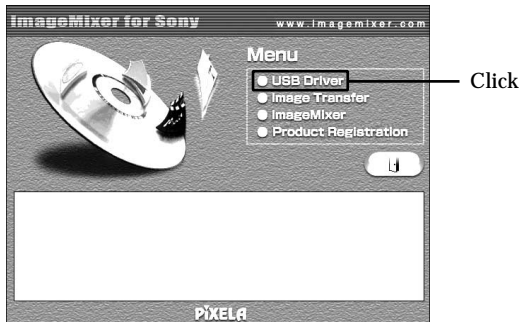 ImageMixer for Sony www.imagemixer.com
Menu
USB Driver
Click
Image Transfer
ImageMixer
Product Registration
PIXELA